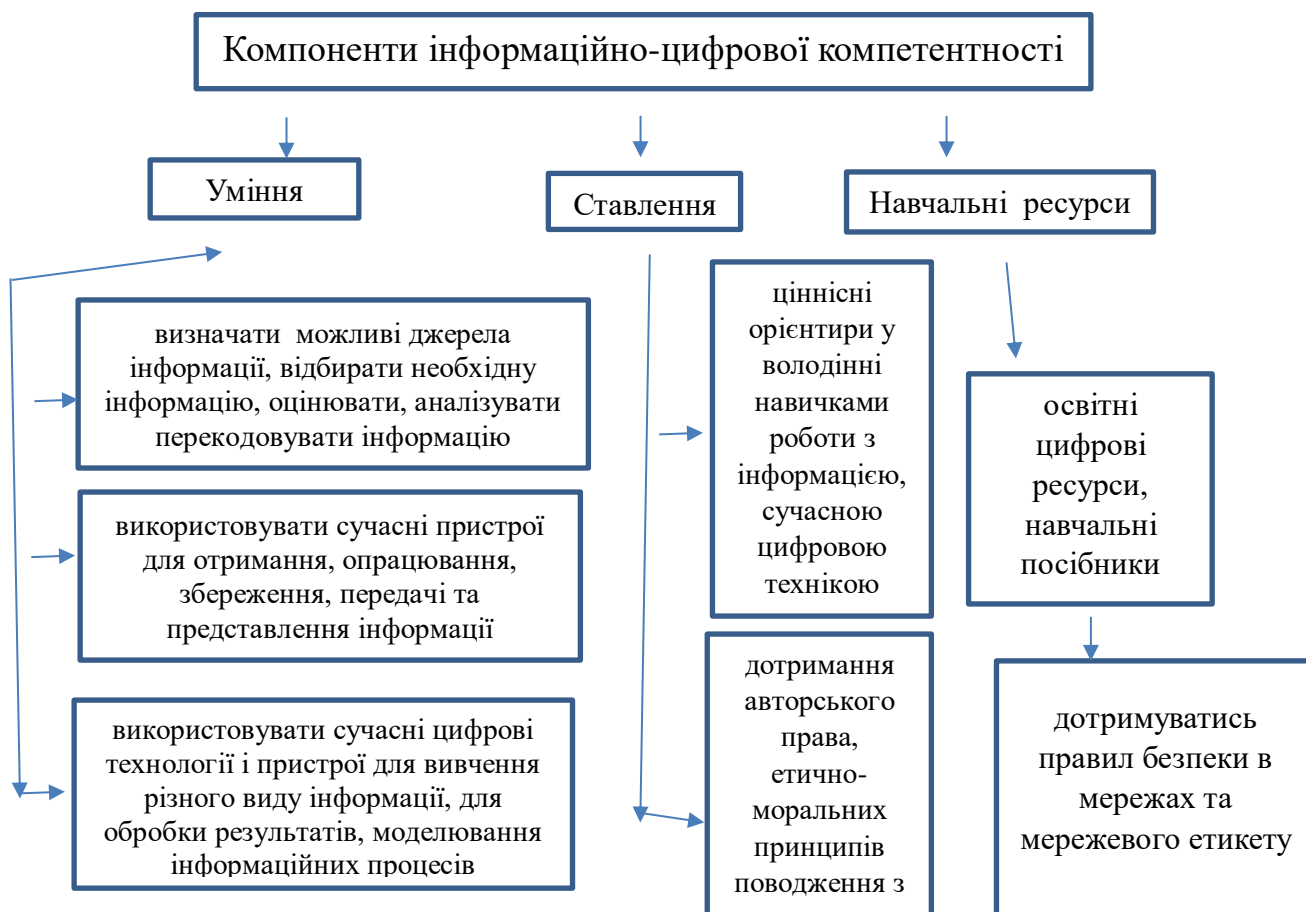 Компоненти інформаційно-цифрової компетентності
Уміння
Ставлення
Навчальні ресурси
визначати можливі джерела
інформації, відбирати необхідну
інформацію, оцінювати, аналізувати
перекодовувати інформацію
використовувати сучасні пристрої
для отримання, опрацювання,
збереження, передачі та
представлення інформації
використовувати сучасні цифрові
технології і пристрої для вивчення
різного виду інформації, для
обробки результатів, моделювання
інформаційних процесів
ціннісні
орієнтири у
володінні
навичками
роботи з
інформацією,
сучасною
цифровою
технікою
дотримання
авторського
права,
етично-
моральних
принципів
поводження з
освітні
цифрові
ресурси,
навчальні
посібники
дотримуватись
правил безпеки в
мережах та
мережевого етикету